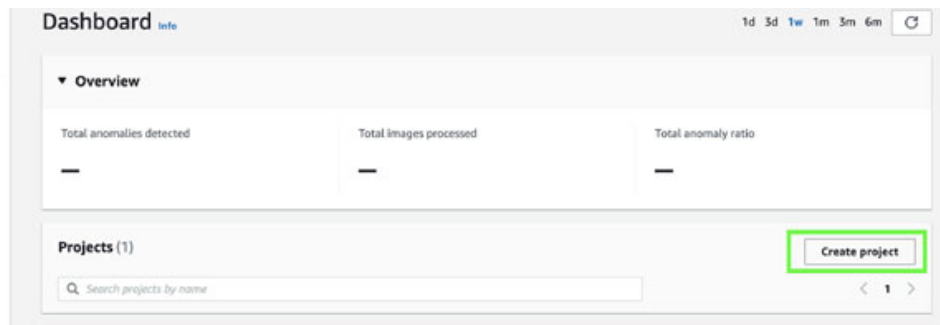 Dashboard Info
1d 3d 1w 1m 3m 6m
▼ Overview
Total anomalies detected
Total images processed
Total anomaly ratio
–
–
–
Projects (1)
Create project
Search projects by name
< 1 >